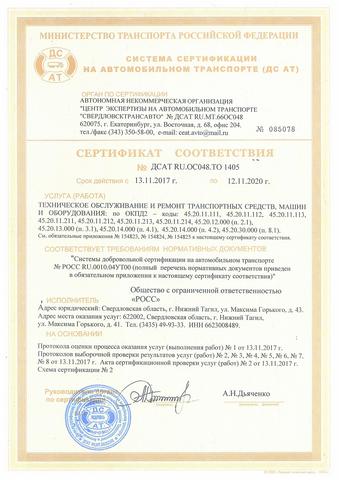 МИНИСТЕРСТВО ТРАНСПОРТА РОССИЙСКОЙ ФЕДЕРАЦИИ
ДС
АТ
СИСТЕМА СЕРТИФИКАЦИИ
НА АВТОМОБИЛЬНОМ ТРАНСПОРТЕ (ДС АТ)
ОРГАН ПО СЕРТИФИКАЦИИ
АВТОНОМНАЯ НЕКОММЕРЧЕСКАЯ ОРГАНИЗАЦИЯ
"ЦЕНТР ЭКСПЕРТИЗЫ НА АВТОМОБИЛЬНОМ ТРАНСПОРТЕ
"СВЕРДЛОВСКТРАНСАВТО" № ДСАТ RU.МТ.66ОС048
620075, г. Екатеринбург, ул. Восточная, д. 68, офис 204.
тел./факс (343) 350-58-00, e-mail: ceat.avto@mail.ru
№ 085078
СЕРТИФИКАТ СООТВЕТСТВИЯ
№ ДСАТ RU.ОС048.ТО 1405
Срок действия с 13.11.2017 г. по 12.11.2020 г.
УСЛУГА (РАБОТА)
ТЕХНИЧЕСКОЕ ОБСЛУЖИВАНИЕ И РЕМОНТ ТРАНСПОРТНЫХ СРЕДСТВ, МАШИН
И ОБОРУДОВАНИЯ: по ОКПД2 – коды: 45.20.11.111, 45.20.11.112, 45.20.11.113,
45.20.11.211, 45.20.11.212, 45.20.11.213, 45.20.11.214, 45.20.12.000 (п. 2.1),
45.20.13.000 (п. 3.1), 45.20.14.000 (п. 4.1), 45.20.14.000 (п. 4.2), 45.20.30.000 (п. 8.1).
См. обязательные приложения № 154823, № 154824, № 154825 к настоящему сертификату соответствия.
СООТВЕТСТВУЕТ ТРЕБОВАНИЯМ НОРМАТИВНЫХ ДОКУМЕНТОВ
"Системы добровольной сертификации на автомобильном транспорте
№ РОСС RU.0010.04УТ00 (полный перечень нормативных документов приведен
в обязательном приложении к настоящему сертификату соответствия)"
Общество с ограниченной ответственностью
ИСПОЛНИТЕЛЬ «РОСС»
Адрес юридический: Свердловская область, г. Нижний Тагил, ул. Максима Горького, д. 43.
Адрес места оказания услуг: 622002, Свердловская область, г. Нижний Тагил,
ул. Максима Горького, д. 41. Тел. (3435) 49-93-33. ИНН 6623008489.
НА ОСНОВАНИИ
Протокола оценки процесса оказания услуг (выполнения работ) № 1 от 13.11.2017 г.
Протоколов выборочной проверки результатов услуг (работ) № 2, № 3, № 4, № 5, № 6, № 7,
№ 8 от 13.11.2017 г. Акта сертификационной проверки услуг (работ) № 2 от 13.11.2017 г.
Схема сертификации № 2
Руководитель органа
по сертификации
А.Н.Дьяченко
ДС
АТ